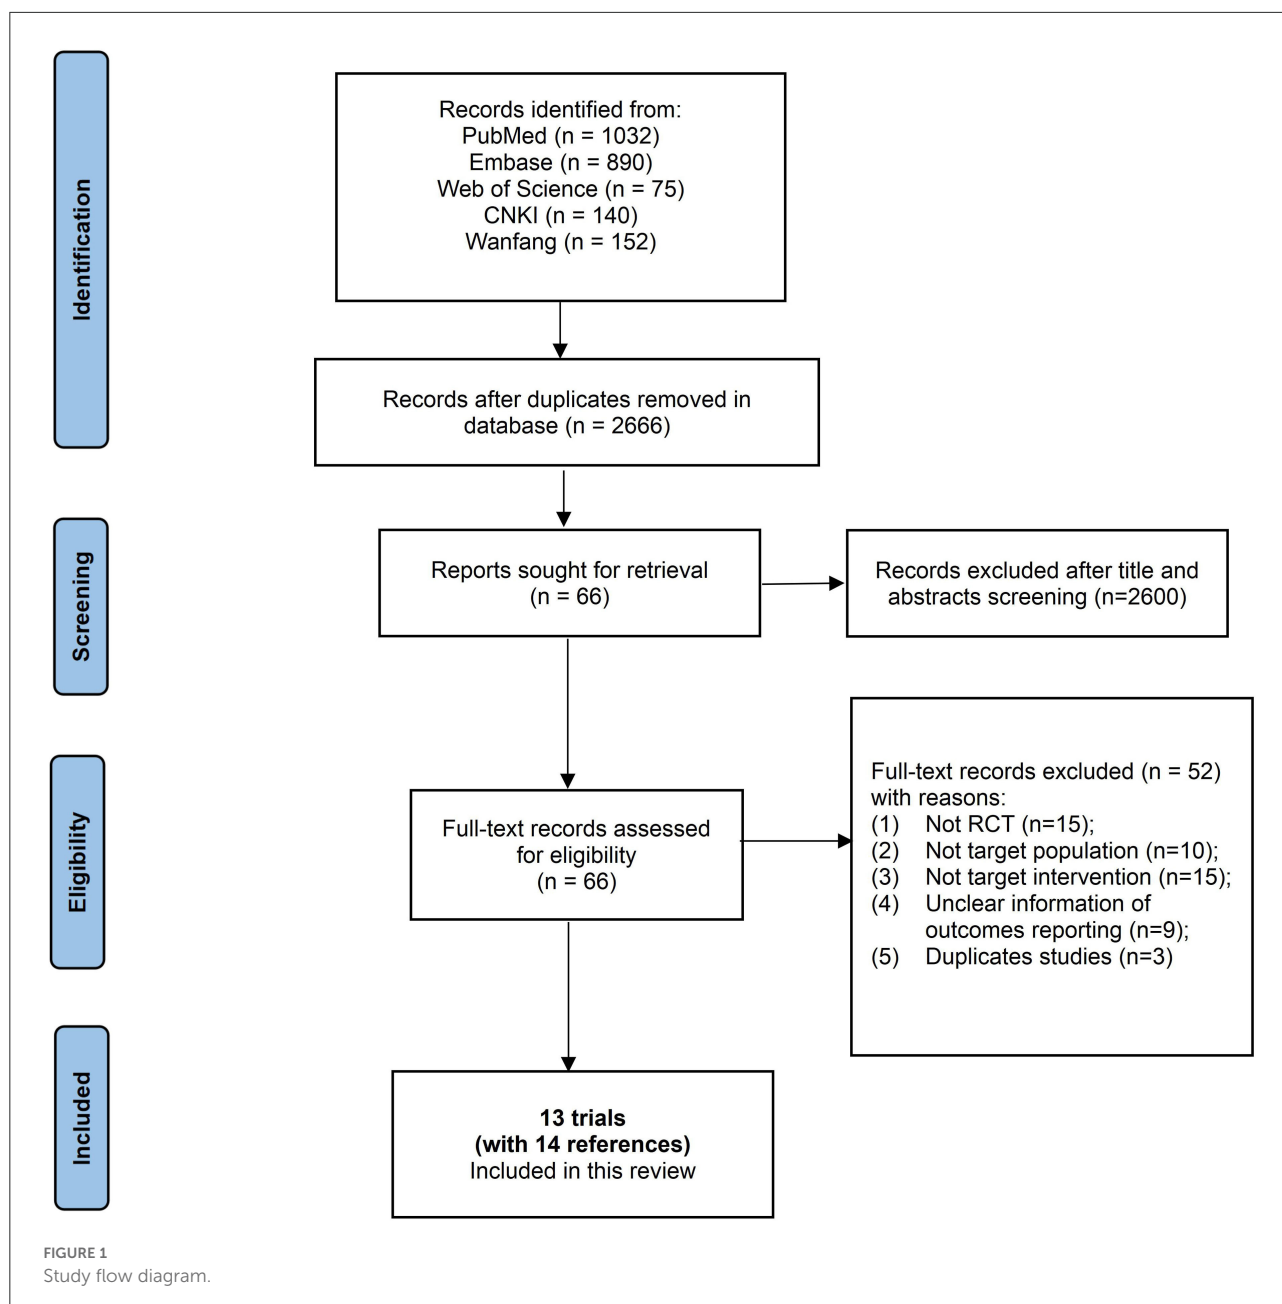 Identification
Records identified from:
PubMed (n = 1032)
Embase (n = 890)
Web of Science (n = 75)
CNKI (n = 140)
Wanfang (n = 152)
Records after duplicates removed in
database (n = 2666)
Screening
Reports sought for retrieval
(n = 66)
Records excluded after title and
abstracts screening (n=2600)
Eligibility
Full-text records assessed
for eligibility
(n = 66)
Full-text records excluded (n = 52)
with reasons:
(1) Not RCT (n=15);
(2) Not target population (n=10);
(3) Not target intervention (n=15);
(4) Unclear information of
outcomes reporting (n=9);
(5) Duplicates studies (n=3)
Included
13 trials
(with 14 references)
Included in this review
FIGURE 1
Study flow diagram.